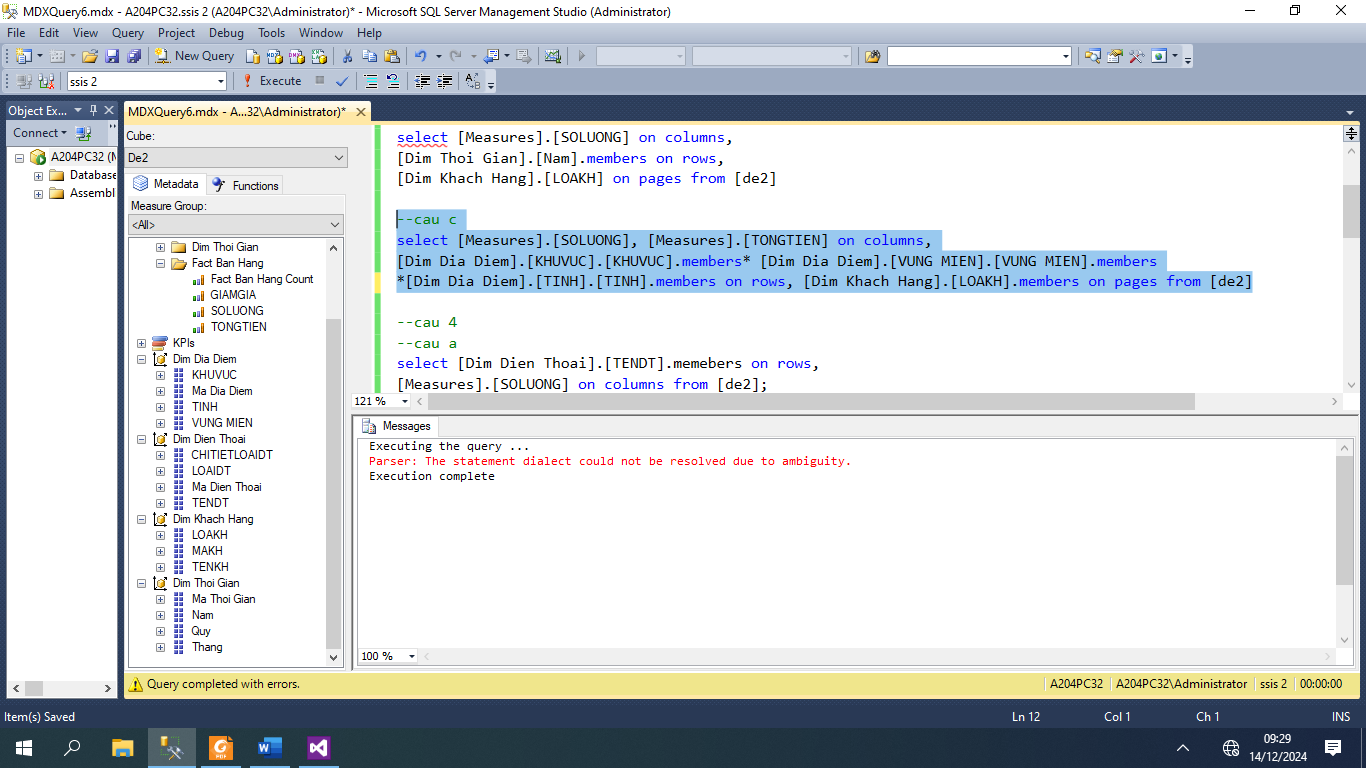 MDXQuery6.mdx - A204PC32.ssis 2 (A204PC32\Administrator)* - Microsoft SQL Server Management Studio (Administrator)
File Edit View Query Project Debug Tools Window Help
New Query
ssis 2
Execute
Object Ex...
Connect
A204PC32 (M
Database
Assembl
MDXQuery6.mdx - A...32\Administrator)*
Cube:
De2
Metadata
Functions
Measure Group:
<All>
Dim Thoi Gian
Fact Ban Hang
Fact Ban Hang Count
GIAMGIA
SOLUONG
TONGTIEN
KPIs
Dim Dia Diem
KHUVUC
Ma Dia Diem
TINH
VUNG MIEN
Dim Dien Thoai
CHITIETLOAIDT
LOAIDT
Ma Dien Thoai
TENDT
Dim Khach Hang
LOAKH
MAKH
TENKH
Dim Thoi Gian
Ma Thoi Gian
Nam
Quy
Thang
select [Measures].[SOLUONG] on columns,
[Dim Thoi Gian].[Nam].members on rows,
[Dim Khach Hang].[LOAKH] on pages from [de2]
--cau c
select [Measures].[SOLUONG], [Measures].[TONGTIEN] on columns,
[Dim Dia Diem].[KHUVUC].[KHUVUC].members* [Dim Dia Diem].[VUNG MIEN].[VUNG MIEN].members
*[Dim Dia Diem].[TINH].[TINH].members on rows, [Dim Khach Hang].[LOAKH].members on pages from [de2]
--cau 4
--cau a
select [Dim Dien Thoai].[TENDT].memebers on rows,
[Measures].[SOLUONG] on columns from [de2];
121 %
Messages
Executing the query ...
Parser: The statement dialect could not be resolved due to ambiguity.
Execution complete
100 %
Query completed with errors.
A204PC32
A204PC32\Administrator
ssis 2
00:00:00
Item(s) Saved
Ln 12
Col 1
Ch 1
INS
09:29
14/12/2024